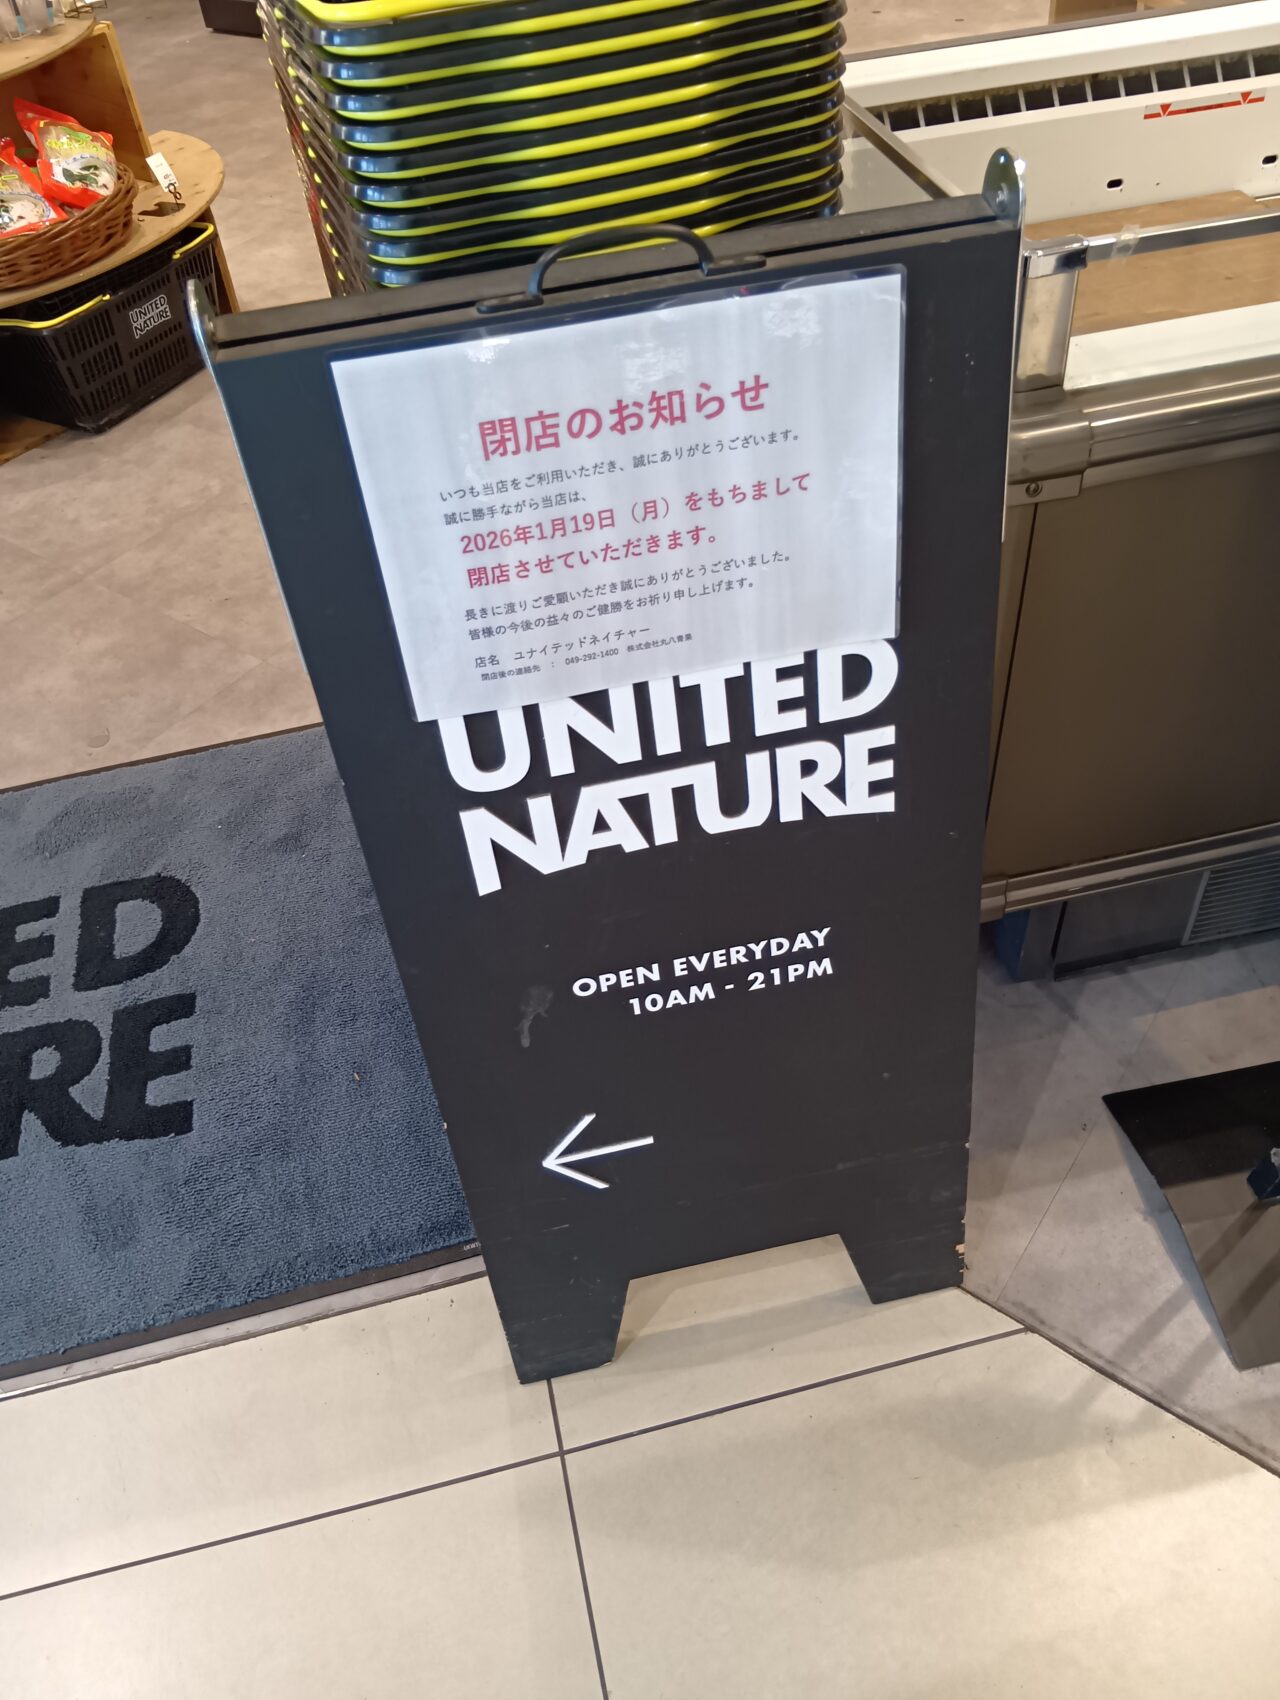 閉店のお知らせ
いつも当店をご利用いただき、誠にありがとうございます。
誠に勝手ながら当店は、
2026年1月19日（月）をもちまして
閉店させていただきます。
長きに渡りご愛顧いただき誠にありがとうございました。
皆様の今後の益々のご健勝をお祈り申し上げます。
店名　ユナイテッドネイチャー
閉店後の連絡先　：　049-292-1400　株式会社丸八青果
UNITED
NATURE
OPEN EVERYDAY
10AM - 21PM
UNITED
NATURE
ED
RE